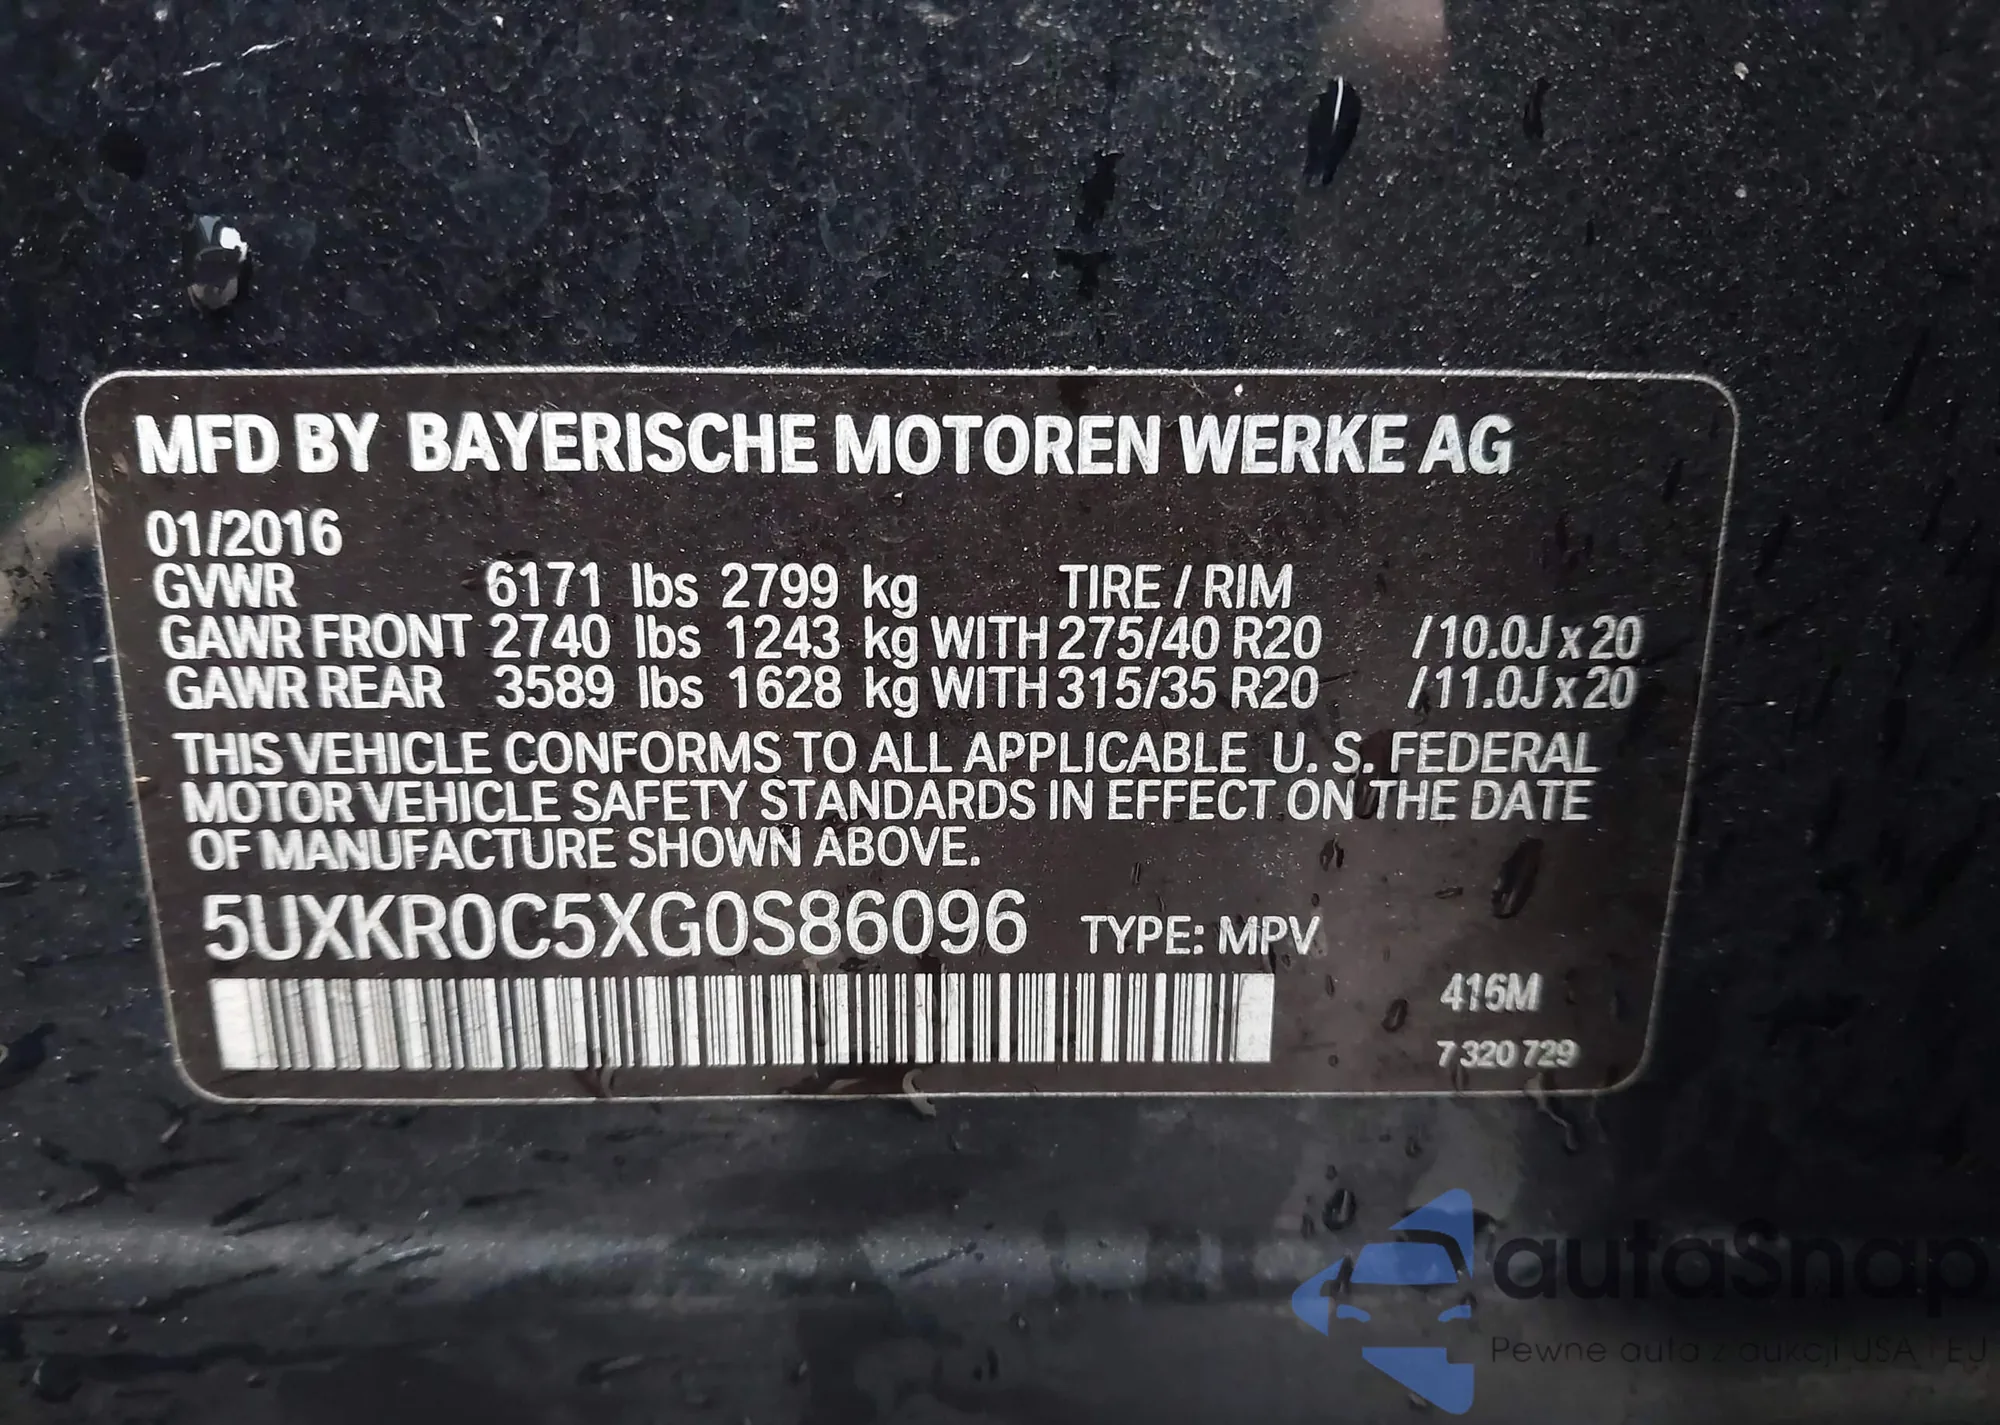 MFD BY BAYERISCHE MOTOREN WERKE AG
01/2016
GVWR 6171 lbs 2799 kg TIRE / RIM
GAWR FRONT 2740 lbs 1243 kg WITH 275/40 R20 /10.0J x 20
GAWR REAR 3589 lbs 1628 kg WITH 315/35 R20 /11.0J x 20
THIS VEHICLE CONFORMS TO ALL APPLICABLE U. S. FEDERAL
MOTOR VEHICLE SAFETY STANDARDS IN EFFECT ON THE DATE
OF MANUFACTURE SHOWN ABOVE.
5UXKR0C5XG0S86096 TYPE: MPV
416M
7 320 729
autaSnap
Pewne auta z aukcji USA i EJ